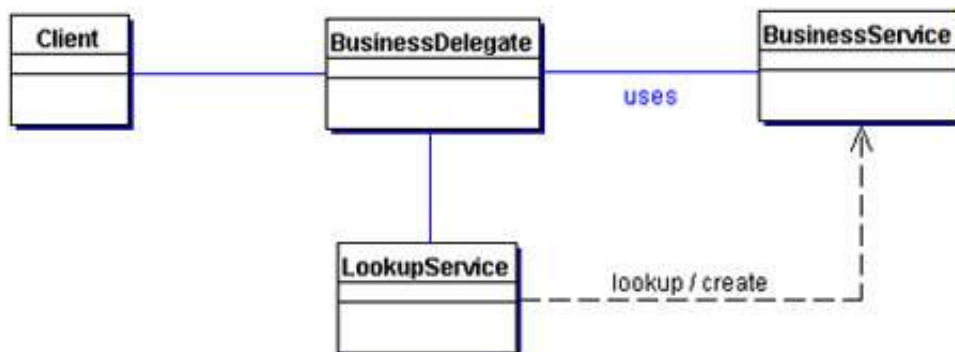 Client
BusinessDelegate
BusinessService
uses
LookupService
lookup / create